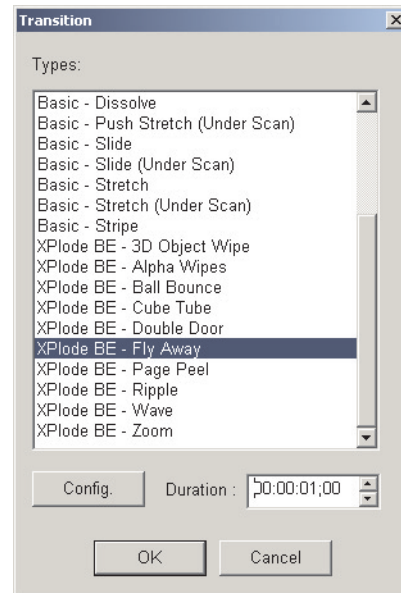 Transition
Types:
Basic - Dissolve
Basic - Push Stretch (Under Scan)
Basic - Slide
Basic - Slide (Under Scan)
Basic - Stretch
Basic - Stretch (Under Scan)
Basic - Stripe
XPlode BE - 3D Object Wipe
XPlode BE - Alpha Wipes
XPlode BE - Ball Bounce
XPlode BE - Cube Tube
XPlode BE - Double Door
XPlode BE - Fly Away
XPlode BE - Page Peel
XPlode BE - Ripple
XPlode BE - Wave
XPlode BE - Zoom
Config. Duration : 00:00:01;00
OK Cancel